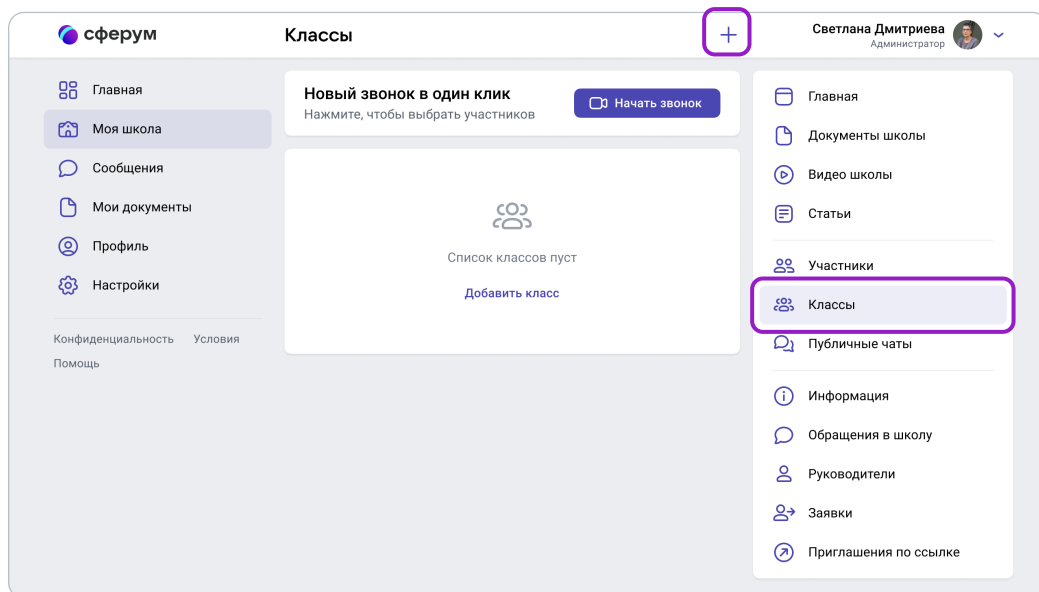 сферум
Классы
Светлана Дмитриева
Администратор
Главная
Моя школа
Сообщения
Мои документы
Профиль
Настройки
Конфиденциальность Условия
Помощь
Новый звонок в один клик
Нажмите, чтобы выбрать участников
Начать звонок
Список классов пуст
Добавить класс
Главная
Документы школы
Видео школы
Статьи
Участники
Классы
Публичные чаты
Информация
Обращения в школу
Руководители
Заявки
Приглашения по ссылке